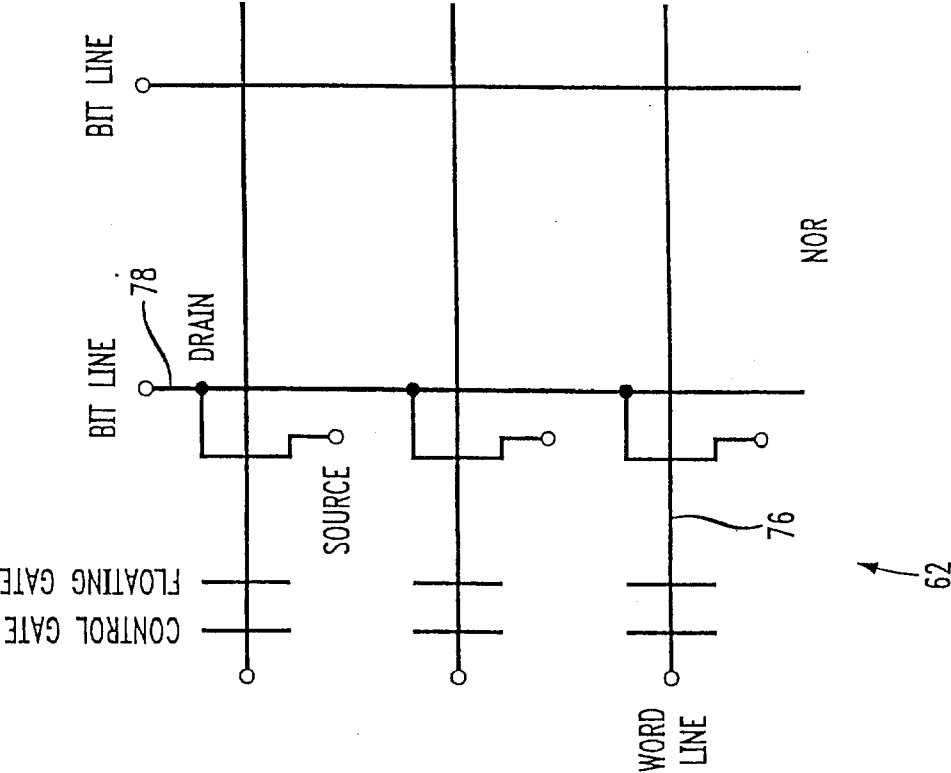 BIT LINE
BIT LINE
78
DRAIN
SOURCE
FLOATING GATE
CONTROL GATE
WORD
LINE
76
NOR
62